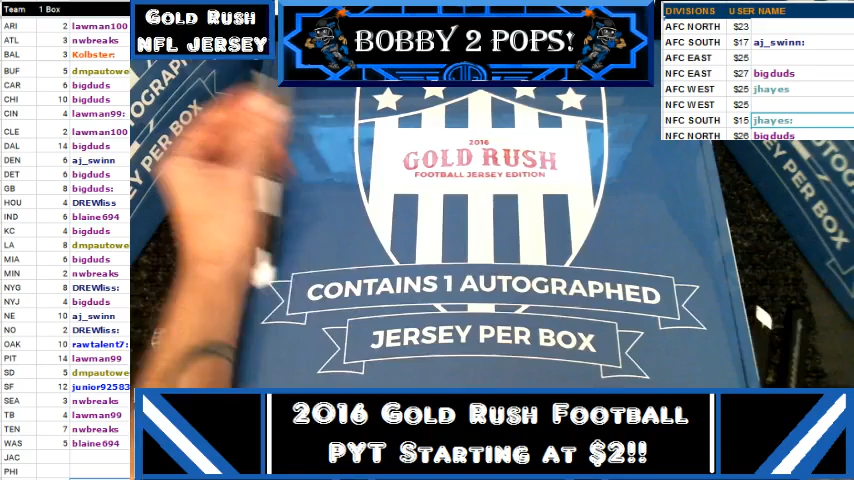 Team 1 Box
ARI 2 lawman100
ATL 3 nwbreaks
BAL 3 Kolbster:
BUF 5 dmpautowe
CAR 6 bigduds
CHI 10 bigduds
CIN 4 lawman99:
CLE 2 lawman100
DAL 14 bigduds
DEN 6 aj_swinn
DET 6 bigduds
GB 8 bigduds:
HOU 4 DREWliss
IND 6 blaine694
KC 4 bigduds
LA 8 dmpautowe
MIA 6 bigduds
MIN 2 nwbreaks
NYG 8 DREWliss:
NYJ 4 bigduds
NE 10 aj_swinn
NO 2 DREWliss:
OAK 10 rawtalent7:
PIT 14 lawman99
SD 5 dmpautowe
SF 12 junior92583
SEA 3 nwbreaks
TB 4 lawman99
TEN 7 nwbreaks
WAS 5 blaine694
JAC
PHI
Gold Rush
NFL Jersey
BOBBY 2 POPS!
DIVISIONS USER NAME
AFC NORTH $23
AFC SOUTH $17 aj_swinn:
AFC EAST $25
NFC EAST $27 bigduds
AFC WEST $25 jhayes
NFC WEST $25
NFC SOUTH $15 jhayes:
NFC NORTH $26 bigduds
2016
GOLD RUSH
FOOTBALL JERSEY EDITION
CONTAINS 1 AUTOGRAPHED
JERSEY PER BOX
EY PER BOX
EY PER BOX
2016 Gold Rush Football
PYT Starting at $2!!